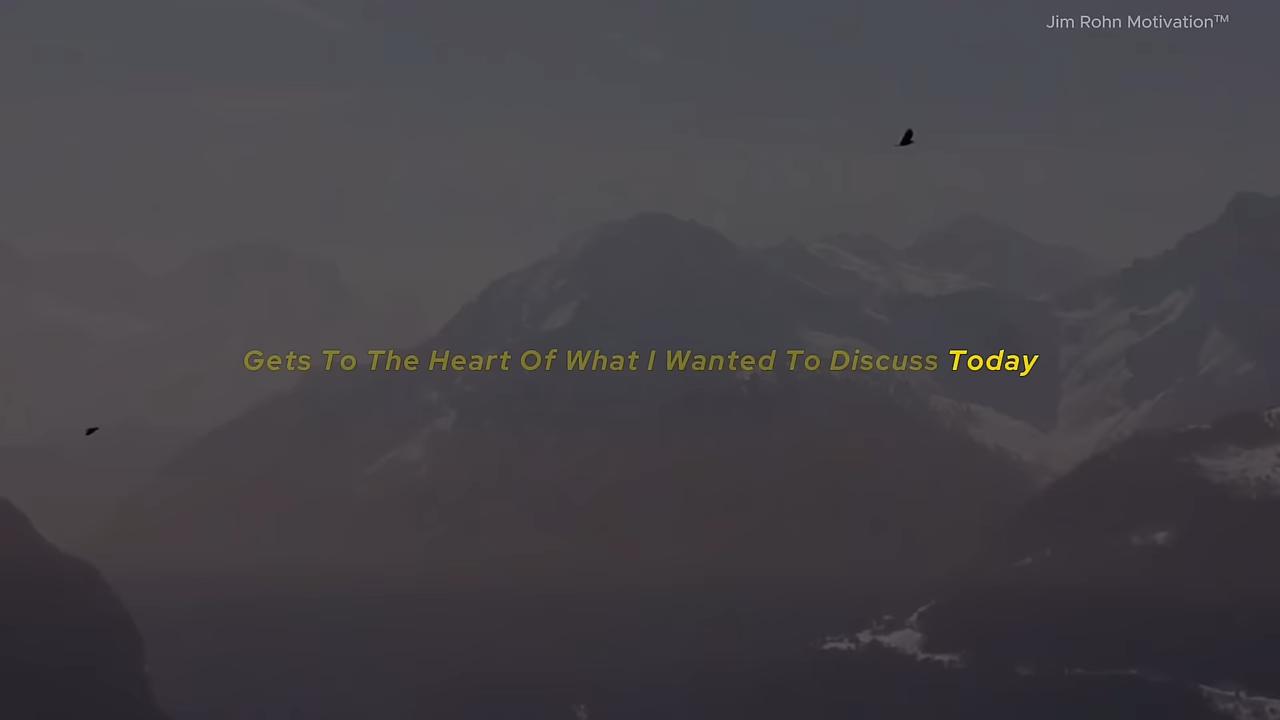 Jim Rohn Motivation™
Gets To The Heart Of What I Wanted To Discuss Today